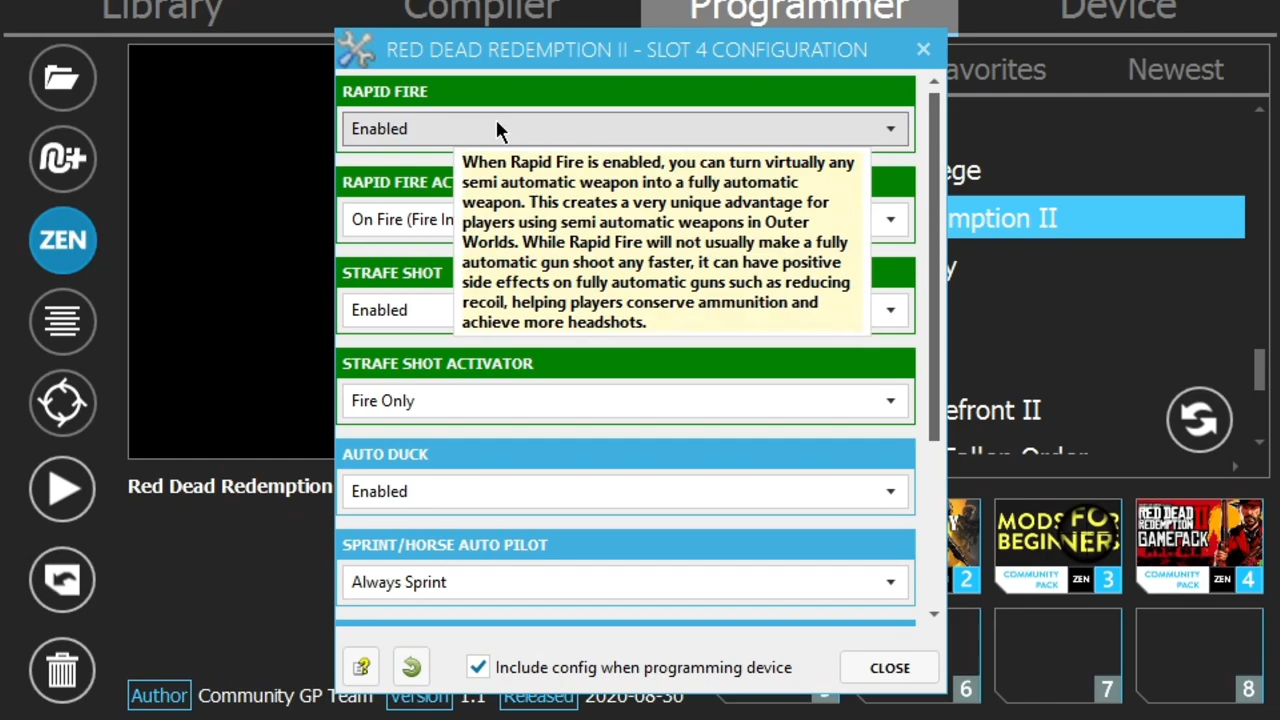 Library
Compiler
Programmer
Device
RED DEAD REDEMPTION II - SLOT 4 CONFIGURATION
avorites
Newest
RAPID FIRE
Enabled
When Rapid Fire is enabled, you can turn virtually any
semi automatic weapon into a fully automatic
weapon. This creates a very unique advantage for
players using semi automatic weapons in Outer
Worlds. While Rapid Fire will not usually make a fully
automatic gun shoot any faster, it can have positive
side effects on fully automatic guns such as reducing
recoil, helping players conserve ammunition and
achieve more headshots.
RAPID FIRE AC
On Fire (Fire In
STRAFE SHOT
Enabled
STRAFE SHOT ACTIVATOR
Fire Only
AUTO DUCK
Enabled
SPRINT/HORSE AUTO PILOT
Always Sprint
Include config when programming device
CLOSE
ZEN
ege
mption II
y
efront II
Fallen Order
Red Dead Redemption
Author Community GP Team Version 1.1 Released 2020-08-30
2
MODS FOR
BEGINNERS
COMMUNITY
PACK
ZEN
3
RED DEAD
REDEMPTION
GAMEPACK
COMMUNITY
PACK
ZEN
4
5
6
7
8